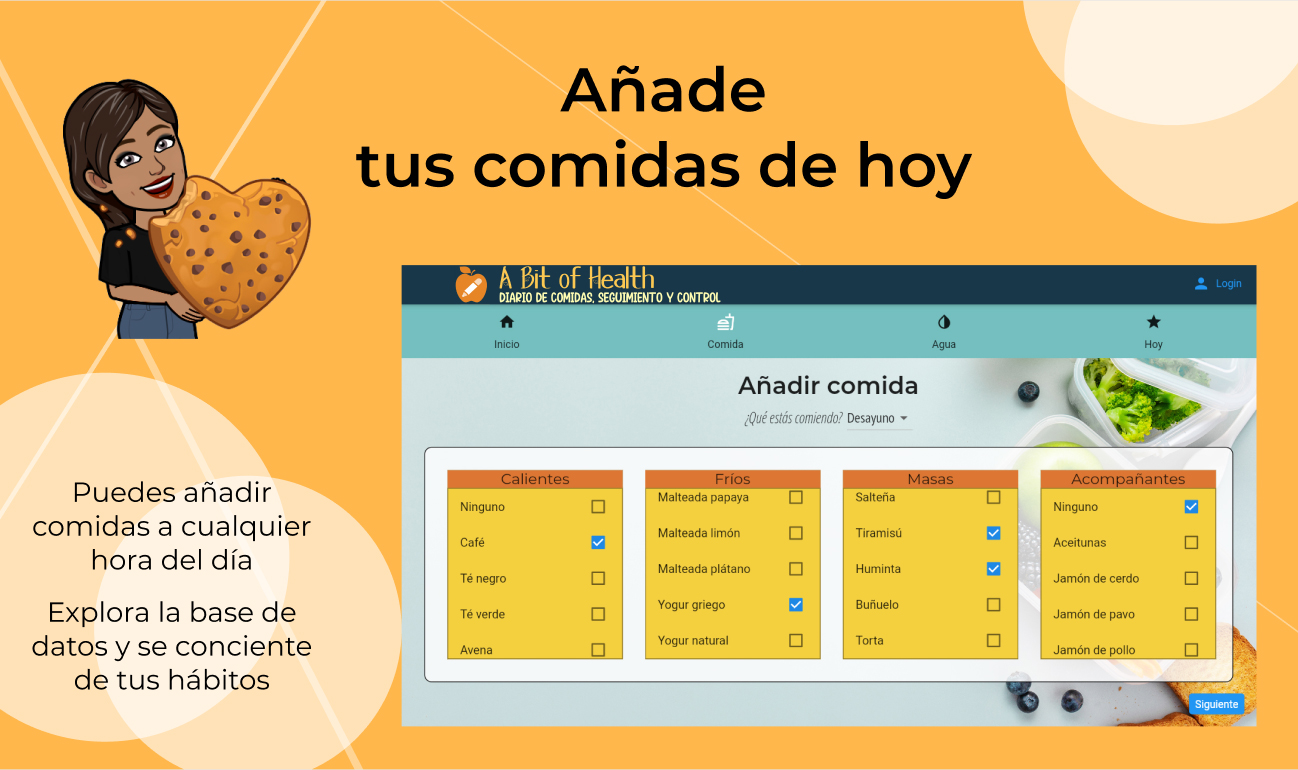 Añade
tus comidas de hoy
A Bit of Health
DIARIO DE COMIDAS, SEGUIMIENTO Y CONTROL
Login
Inicio
Comida
Agua
Hoy
Añadir comida
¿Qué estás comiendo? Desayuno
Calientes
Ninguno
Café
Té negro
Té verde
Avena
Fríos
Malteada papaya
Malteada limón
Malteada plátano
Yogur griego
Yogur natural
Masas
Salteña
Tiramisú
Huminta
Buñuelo
Torta
Acompañantes
Ninguno
Aceitunas
Jamón de cerdo
Jamón de pavo
Jamón de pollo
Siguiente
Puedes añadir
comidas a cualquier
hora del día
Explora la base de
datos y se conciente
de tus hábitos